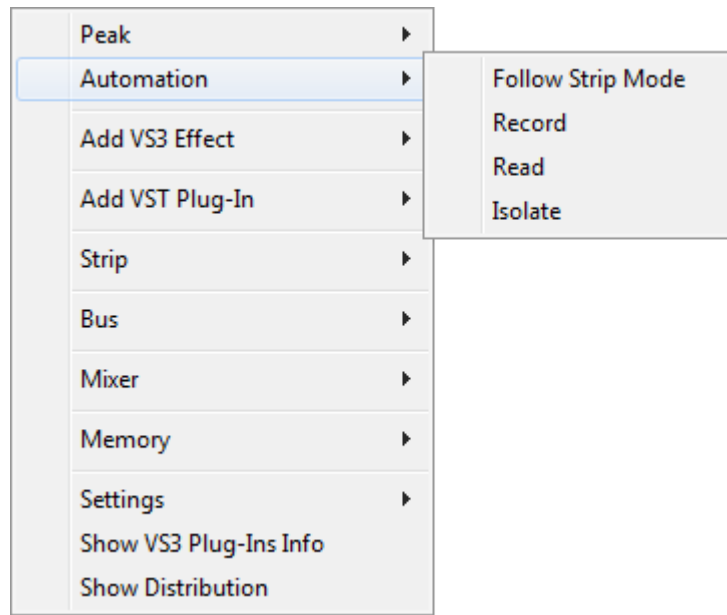 Peak
Automation
Add VS3 Effect
Add VST Plug-In
Strip
Bus
Mixer
Memory
Settings
Show VS3 Plug-Ins Info
Show Distribution
Follow Strip Mode
Record
Read
Isolate